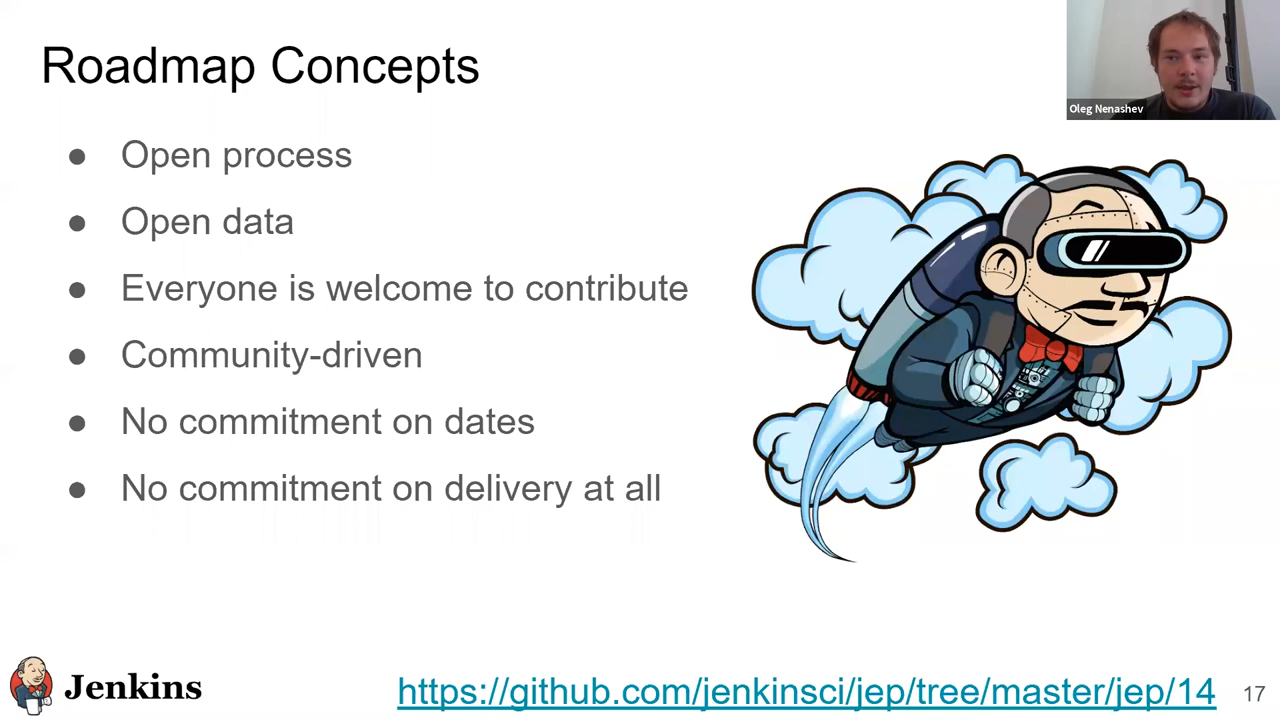 Roadmap Concepts
Oleg Nenashev
● Open process
● Open data
● Everyone is welcome to contribute
● Community-driven
● No commitment on dates
● No commitment on delivery at all
Jenkins
https://github.com/jenkinsci/jep/tree/master/jep/14
17